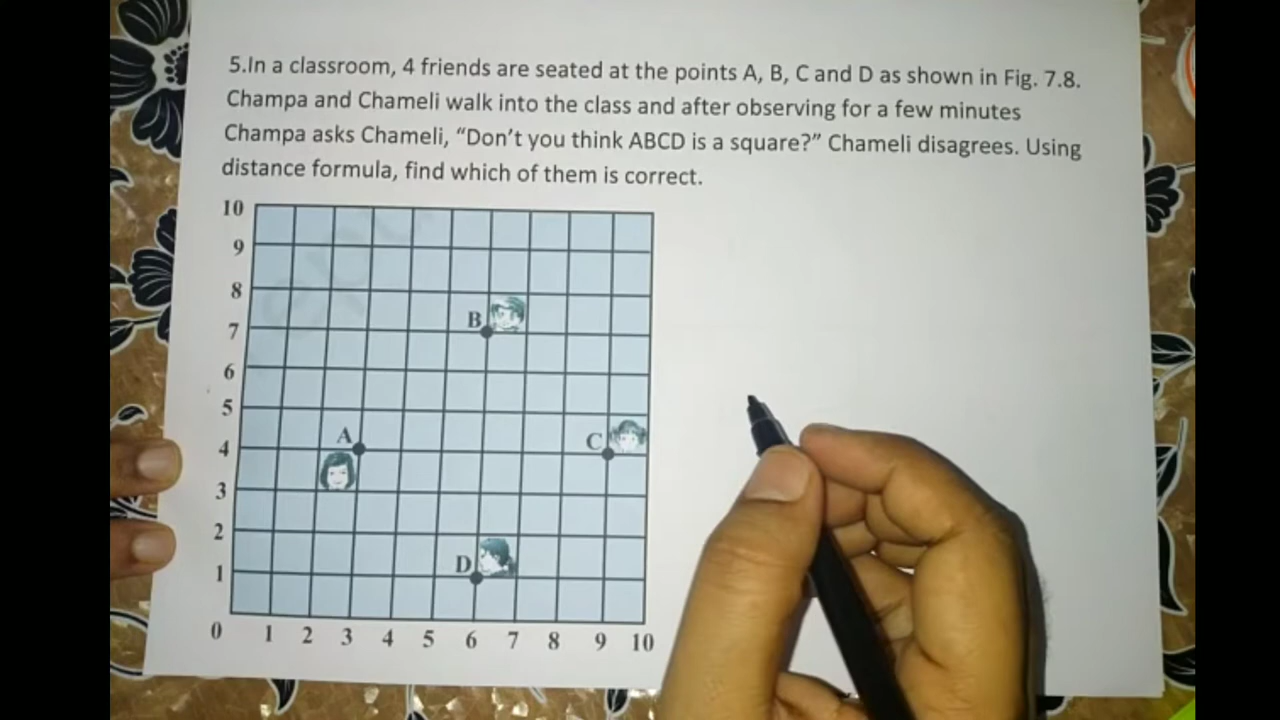 5.In a classroom, 4 friends are seated at the points A, B, C and D as shown in Fig. 7.8.
Champa and Chameli walk into the class and after observing for a few minutes
Champa asks Chameli, “Don’t you think ABCD is a square?” Chameli disagrees. Using
distance formula, find which of them is correct.
10
9
8
B
7
6
5
A
C
4
3
2
D
1
0 1 2 3 4 5 6 7 8 9 10